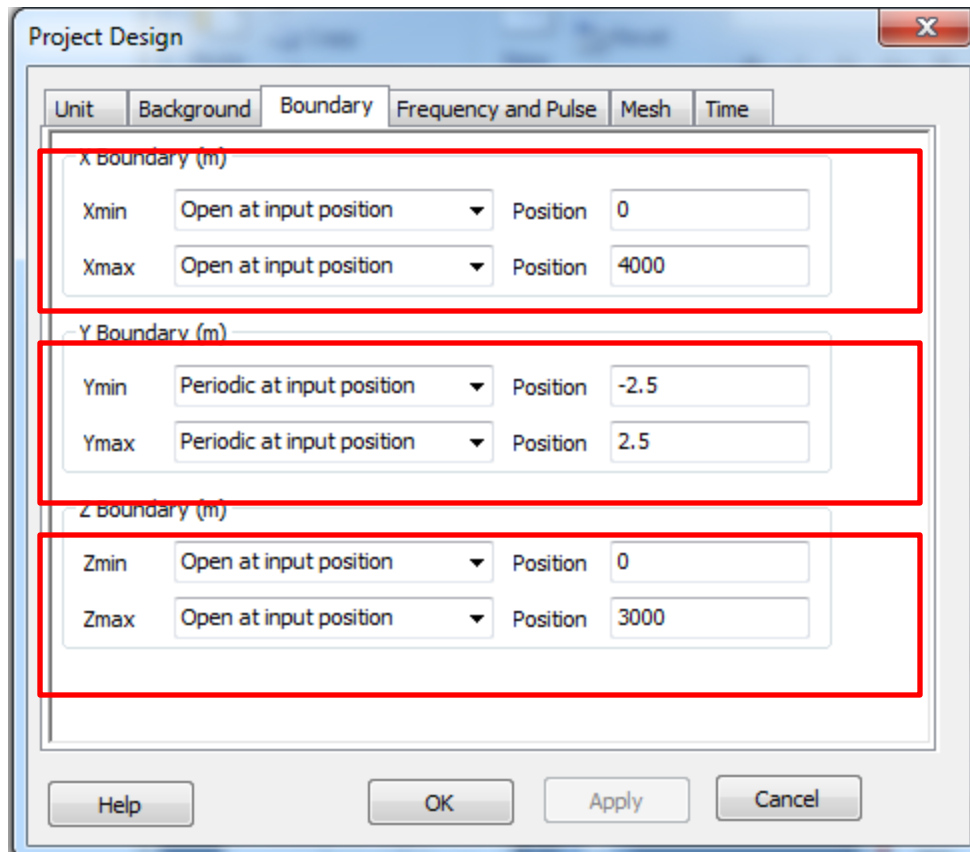 Project Design
Unit Background Boundary Frequency and Pulse Mesh Time
X Boundary (m)
Xmin Open at input position Position 0
Xmax Open at input position Position 4000
Y Boundary (m)
Ymin Periodic at input position Position -2.5
Ymax Periodic at input position Position 2.5
Z Boundary (m)
Zmin Open at input position Position 0
Zmax Open at input position Position 3000
Help OK Apply Cancel